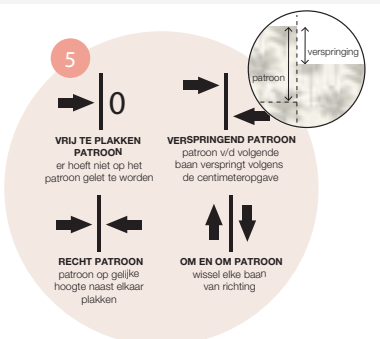 5
verspringing
patroon
0
VRIJ TE PLAKKEN
PATROON
er hoeft niet op het
patroon gelet te worden
VERSPRINGEND PATROON
patroon v/d volgende
baan verspringt volgens
de centimeteropgave
RECHT PATROON
patroon op gelijke
hoogte naast elkaar
plakken
OM EN OM PATROON
wissel elke baan
van richting